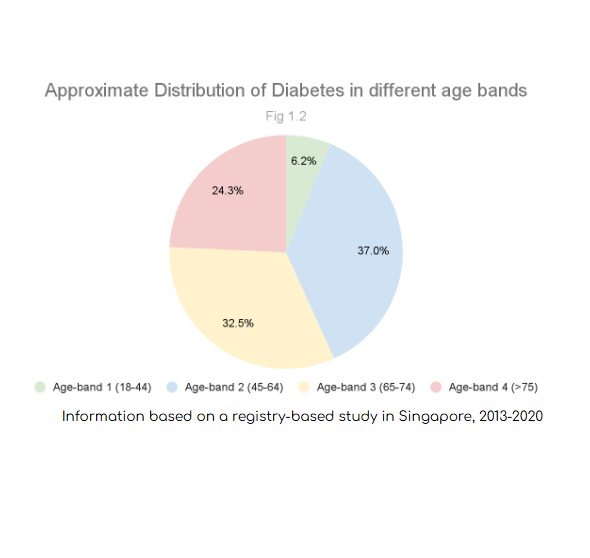 Approximate Distribution of Diabetes in different age bands
Fig 1.2
6.2%
24.3%
37.0%
32.5%
Age-band 1 (18-44) Age-band 2 (45-64) Age-band 3 (65-74) Age-band 4 (>75)
Information based on a registry-based study in Singapore, 2013-2020